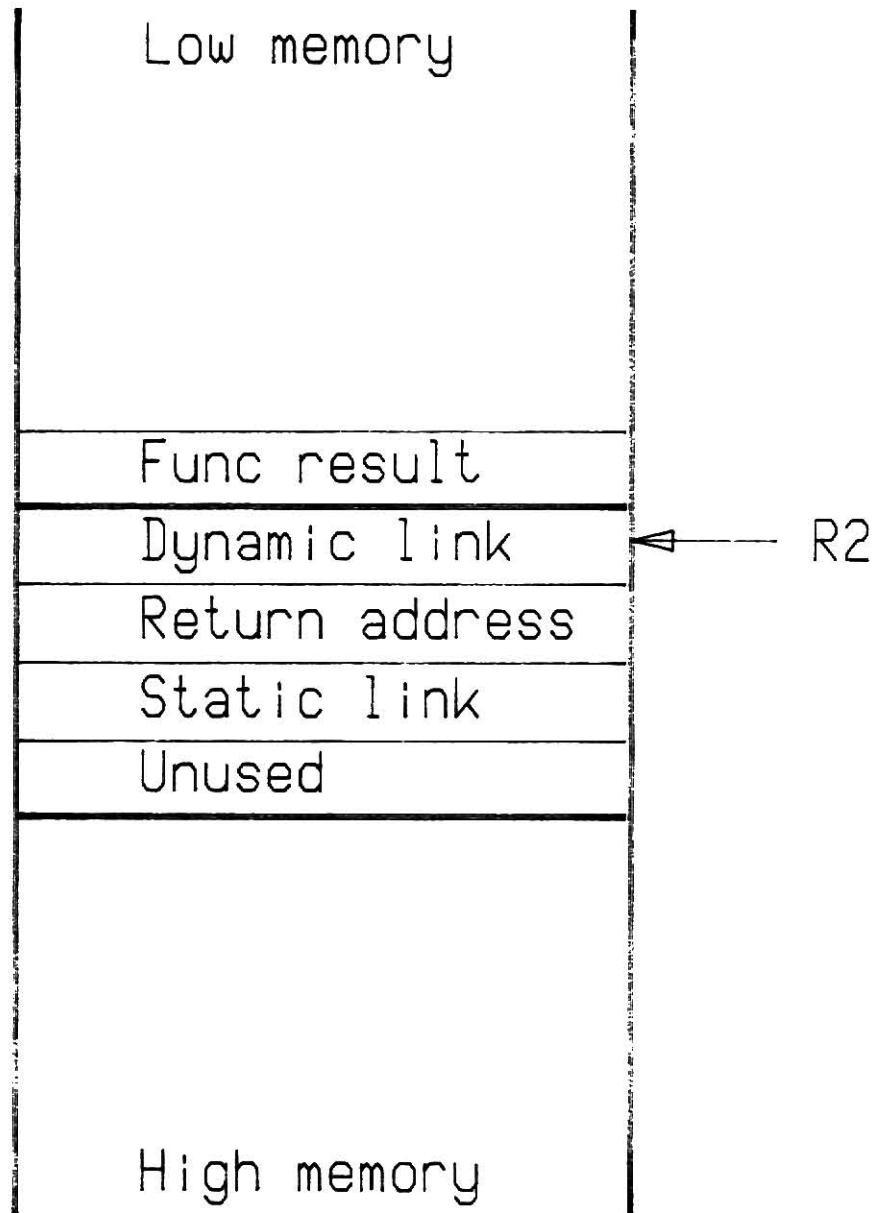 Low memory
Func result
Dynamic link
R2
Return address
Static link
Unused
High memory